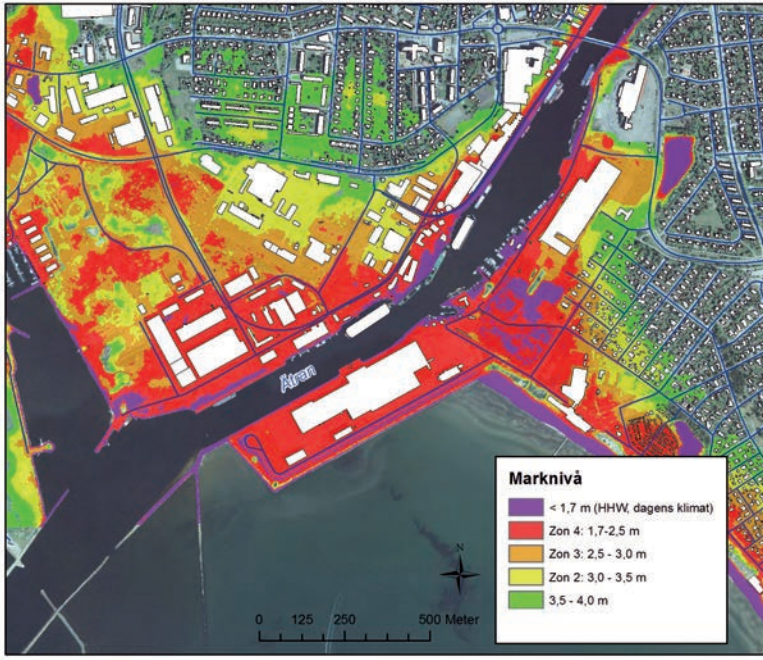 Ätran
Marknivå
< 1,7 m (HHW, dagens klimat)
Zon 4: 1,7-2,5 m
Zon 3: 2,5 - 3,0 m
Zon 2: 3,0 - 3,5 m
3,5 - 4,0 m
N
0 125 250 500 Meter